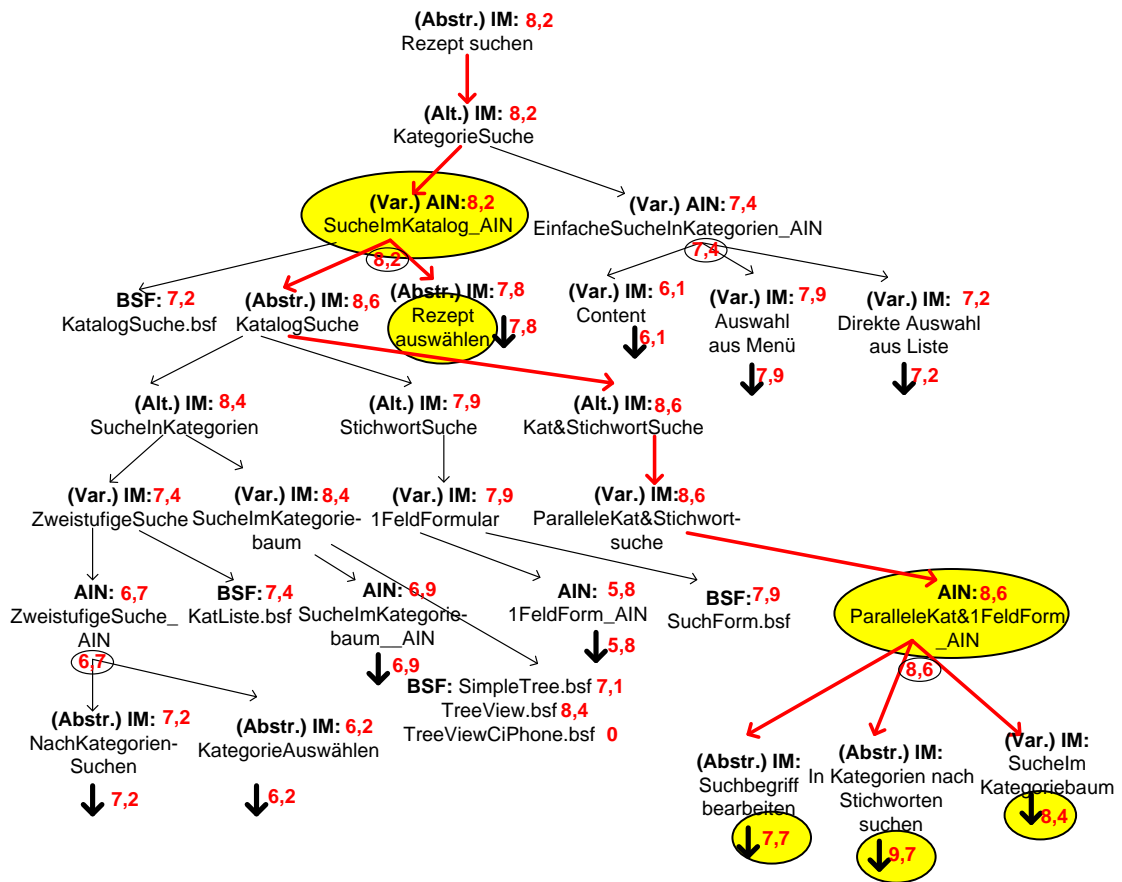 (Abstr.) IM: 8,2
Rezept suchen
(Alt.) IM: 8,2
KategorieSuche
(Var.) AIN:8,2
SucheImKatalog_AIN
8,2
(Var.) AIN: 7,4
EinfacheSucheInKategorien_AIN
7,4
BSF: 7,2
KatalogSuche.bsf
(Abstr.) IM: 8,6
KatalogSuche
(Abstr.) IM: 7,8
Rezept
auswählen
7,8
(Var.) IM: 6,1
Content
6,1
(Var.) IM: 7,9
Auswahl
aus Menü
7,9
(Var.) IM: 7,2
Direkte Auswahl
aus Liste
7,2
(Alt.) IM: 8,4
SucheInKategorien
(Alt.) IM: 7,9
StichwortSuche
(Alt.) IM: 8,6
Kat&StichwortSuche
(Var.) IM: 7,4
ZweistufigeSuche
(Var.) IM: 8,4
SucheImKategorie-
baum
(Var.) IM: 7,9
1FeldFormular
(Var.) IM: 8,6
ParalleleKat&Stichwort-
suche
AIN: 6,7
ZweistufigeSuche_
AIN
6,7
BSF: 7,4
KatListe.bsf
AIN: 6,9
SucheImKategorie-
baum__AIN
6,9
AIN: 5,8
1FeldForm_AIN
5,8
BSF: 7,9
SuchForm.bsf
AIN: 8,6
ParalleleKat&1FeldForm
_AIN
8,6
BSF: SimpleTree.bsf 7,1
TreeView.bsf 8,4
TreeViewCiPhone.bsf 0
(Abstr.) IM: 7,2
NachKategorien-
Suchen
7,2
(Abstr.) IM: 6,2
KategorieAuswählen
6,2
(Abstr.) IM:
Suchbegriff
bearbeiten
7,7
(Abstr.) IM:
In Kategorien nach
Stichworten
suchen
9,7
(Var.) IM:
SucheIm
Kategoriebaum
8,4